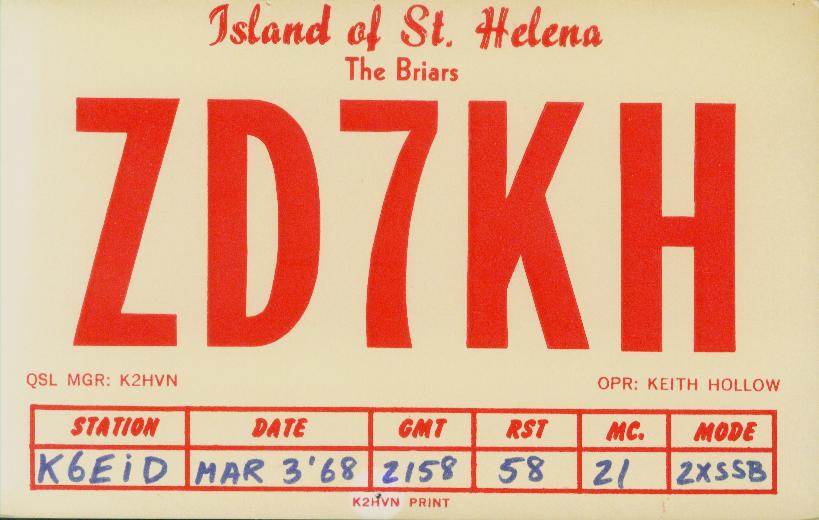 Island of St. Helena
The Briars
ZD7KH
QSL MGR: K2HVN OPR: KEITH HOLLOW
STATION DATE GMT RST MC. MODE
K6EiD MAR 3'68 2158 58 21 2XSSB
K2HVN PRINT